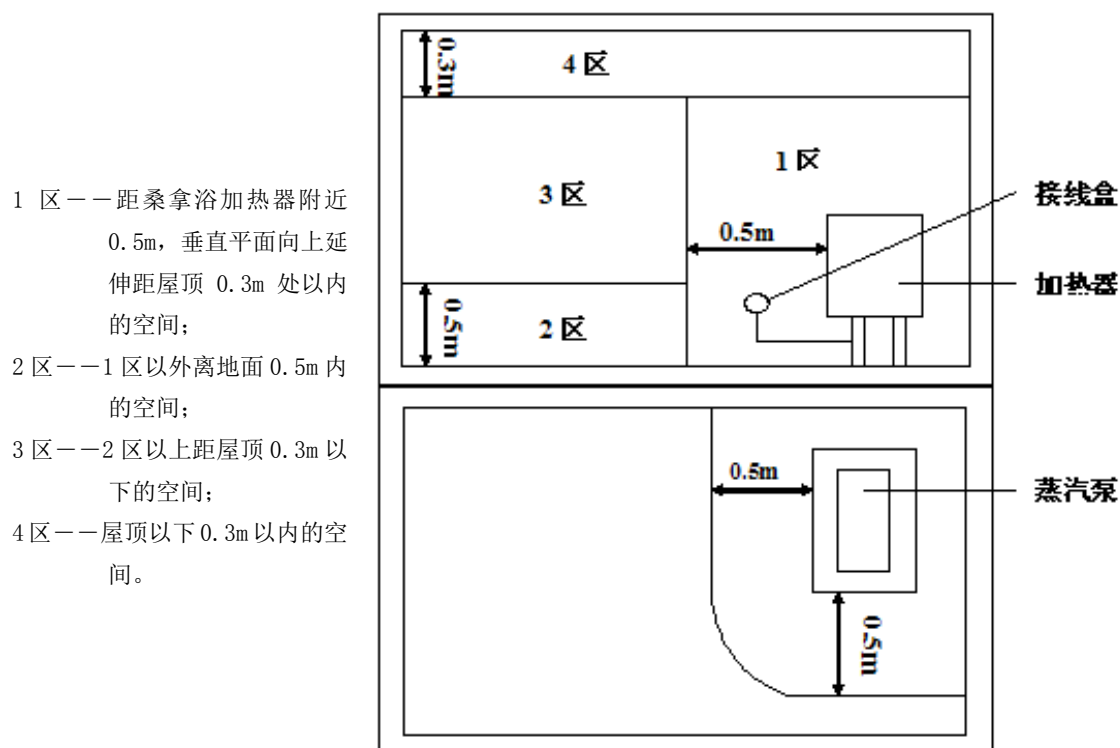 1 区－－距桑拿浴加热器附近
0.5m，垂直平面向上延
伸距屋顶 0.3m 处以内
的空间；
2 区－－1 区以外离地面 0.5m 内
的空间；
3 区－－2 区以上距屋顶 0.3m 以
下的空间；
4 区－－屋顶以下 0.3m 以内的空
间。
0.3m
4 区
1 区
3 区
接线盒
0.5m
加热器
0.5m
2 区
0.5m
蒸汽泵
0.5m